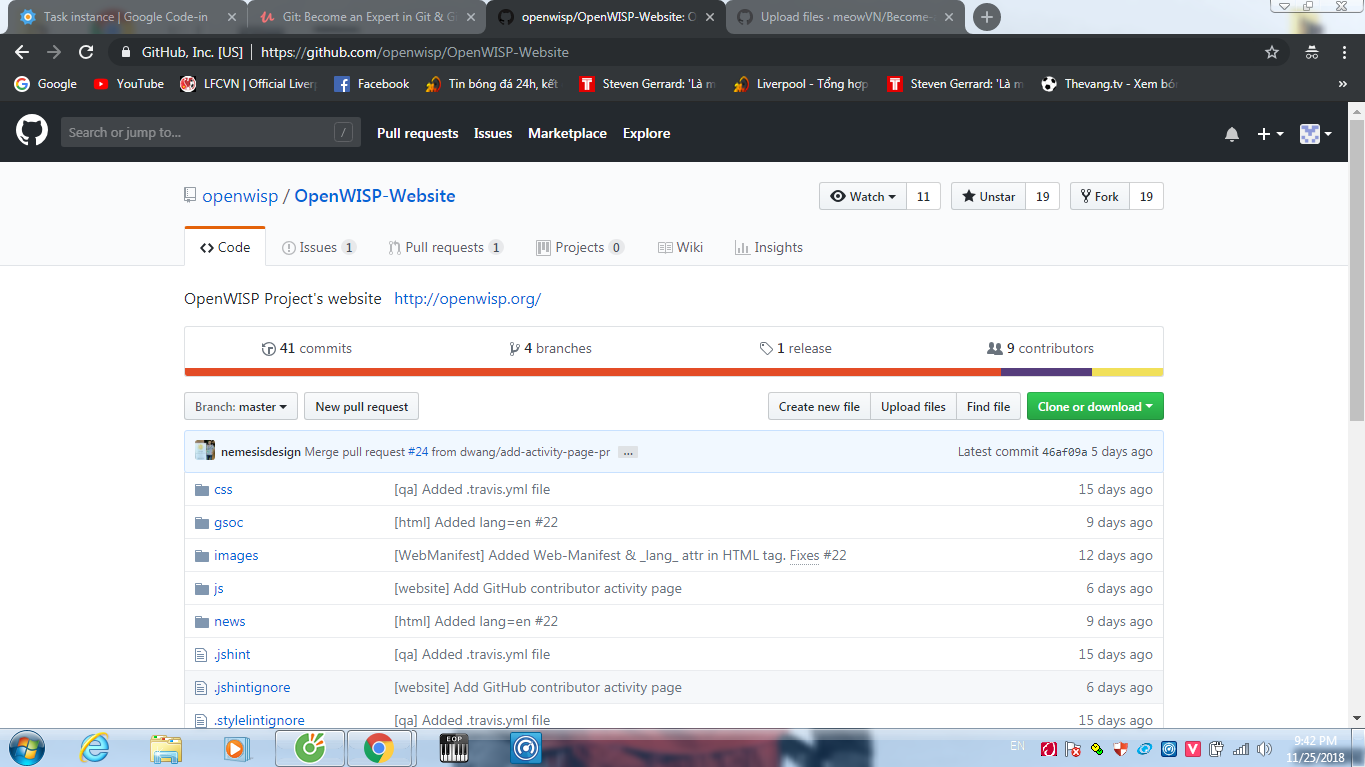 Task instance | Google Code-in
Git: Become an Expert in Git & G
openwisp/OpenWISP-Website: O
Upload files · meowVN/Become-
GitHub, Inc. [US] | https://github.com/openwisp/OpenWISP-Website
Google
YouTube
LFCVN | Official Liver
Facebook
Tin bóng đá 24h, kết
Steven Gerrard: 'Là m
Liverpool - Tổng hợp
Steven Gerrard: 'Là m
Thevang.tv - Xem bó
»
Search or jump to... /
Pull requests Issues Marketplace Explore
openwisp / OpenWISP-Website
Watch 11 Unstar 19 Fork 19
Code Issues 1 Pull requests 1 Projects 0 Wiki Insights
OpenWISP Project's website http://openwisp.org/
41 commits 4 branches 1 release 9 contributors
Branch: master New pull request Create new file Upload files Find file Clone or download
nemesisdesign Merge pull request #24 from dwang/add-activity-page-pr ... Latest commit 46af09a 5 days ago
css [qa] Added .travis.yml file 15 days ago
gsoc [html] Added lang=en #22 9 days ago
images [WebManifest] Added Web-Manifest & _lang_ attr in HTML tag. Fixes #22 12 days ago
js [website] Add GitHub contributor activity page 6 days ago
news [html] Added lang=en #22 9 days ago
.jshint [qa] Added .travis.yml file 15 days ago
.jshintignore [website] Add GitHub contributor activity page 6 days ago
.stylelintignore [qa] Added .travis.yml file 15 days ago
EOP
EN
9:42 PM
11/25/2018